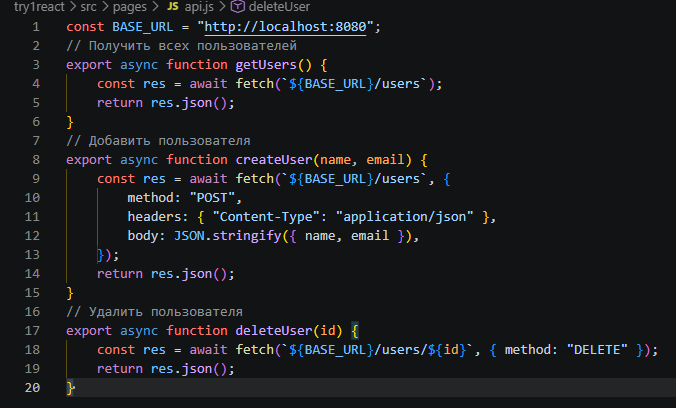 try1react > src > pages > JS api.js > deleteUser
1 const BASE_URL = "http://localhost:8080";
2 // Получить всех пользователей
3 export async function getUsers() {
4     const res = await fetch(`${BASE_URL}/users`);
5     return res.json();
6 }
7 // Добавить пользователя
8 export async function createUser(name, email) {
9     const res = await fetch(`${BASE_URL}/users`, {
10         method: "POST",
11         headers: { "Content-Type": "application/json" },
12         body: JSON.stringify({ name, email }),
13     });
14     return res.json();
15 }
16 // Удалить пользователя
17 export async function deleteUser(id) {
18     const res = await fetch(`${BASE_URL}/users/${id}`, { method: "DELETE" });
19     return res.json();
20 }